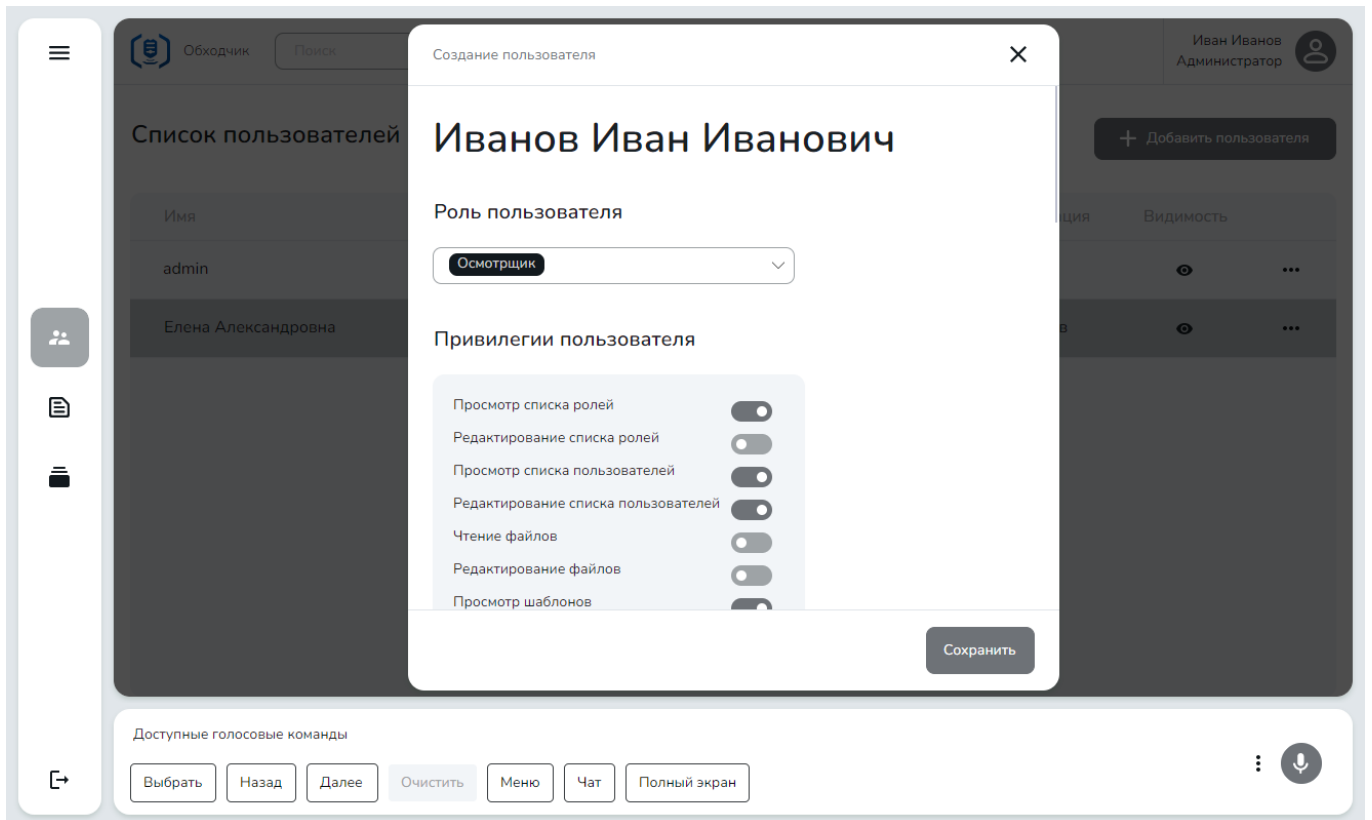 Обходчик
Поиск
Иван Иванов
Администратор
Список пользователей
Добавить пользователя
Имя
Видимость
admin
Елена Александровна
Создание пользователя
Иванов Иван Иванович
Роль пользователя
Осмотрщик
Привилегии пользователя
Просмотр списка ролей
Редактирование списка ролей
Просмотр списка пользователей
Редактирование списка пользователей
Чтение файлов
Редактирование файлов
Просмотр шаблонов
Сохранить
Доступные голосовые команды
Выбрать Назад Далее Очистить Меню Чат Полный экран